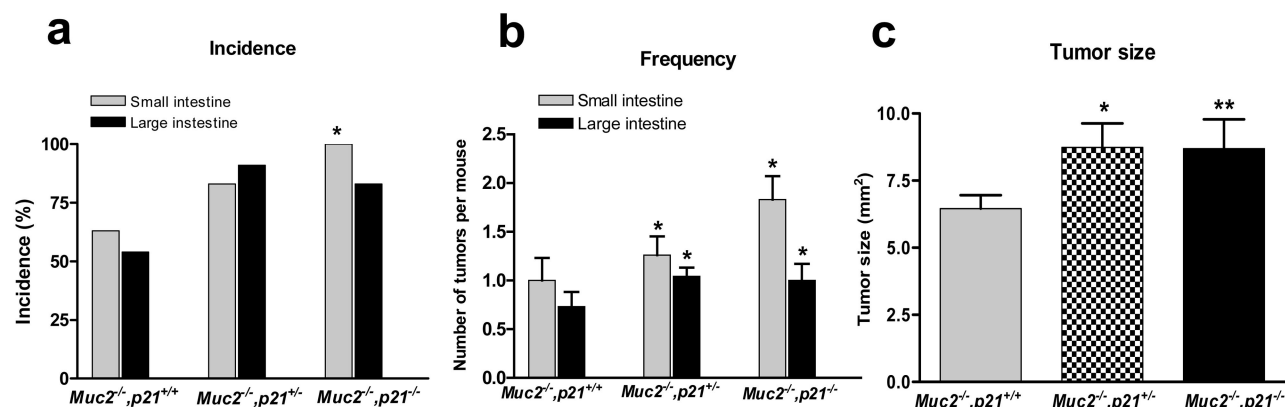 a
Incidence
Small intestine
Large instestine
*
100
75
50
25
0
Incidence (%)
Muc2-/-,p21+/+ Muc2-/-,p21+/- Muc2-/-,p21-/-
b
Frequency
Small intestine
Large intestine
2.5
2.0
1.5
1.0
0.5
0.0
Number of tumors per mouse
* * * *
Muc2-/-,p21+/+ Muc2-/-,p21+/- Muc2-/-,p21-/-
c
Tumor size
10.0
7.5
5.0
2.5
0.0
Tumor size (mm2)
* **
Muc2-/-,p21+/+ Muc2-/-,p21+/- Muc2-/-,p21-/-